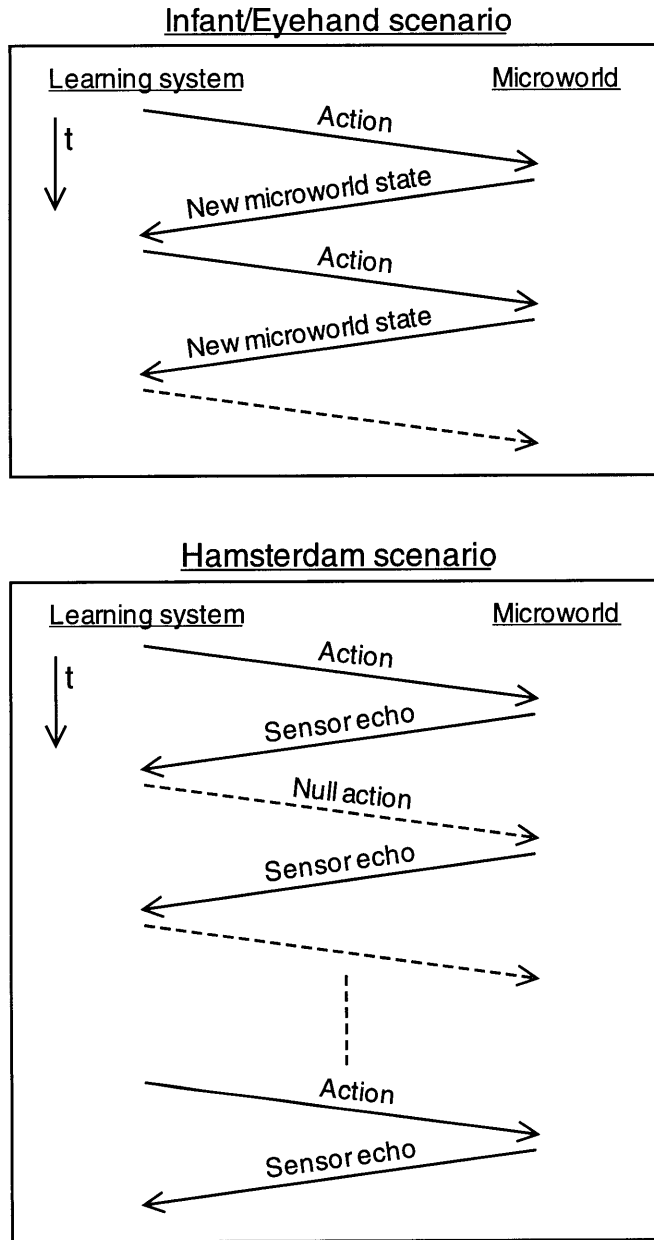 Infant/Eyehand scenario
Learning system
Microworld
t
Action
New microworld state
Action
New microworld state
Hamsterdam scenario
Learning system
Microworld
t
Action
Sensor echo
Null action
Sensor echo
Action
Sensor echo